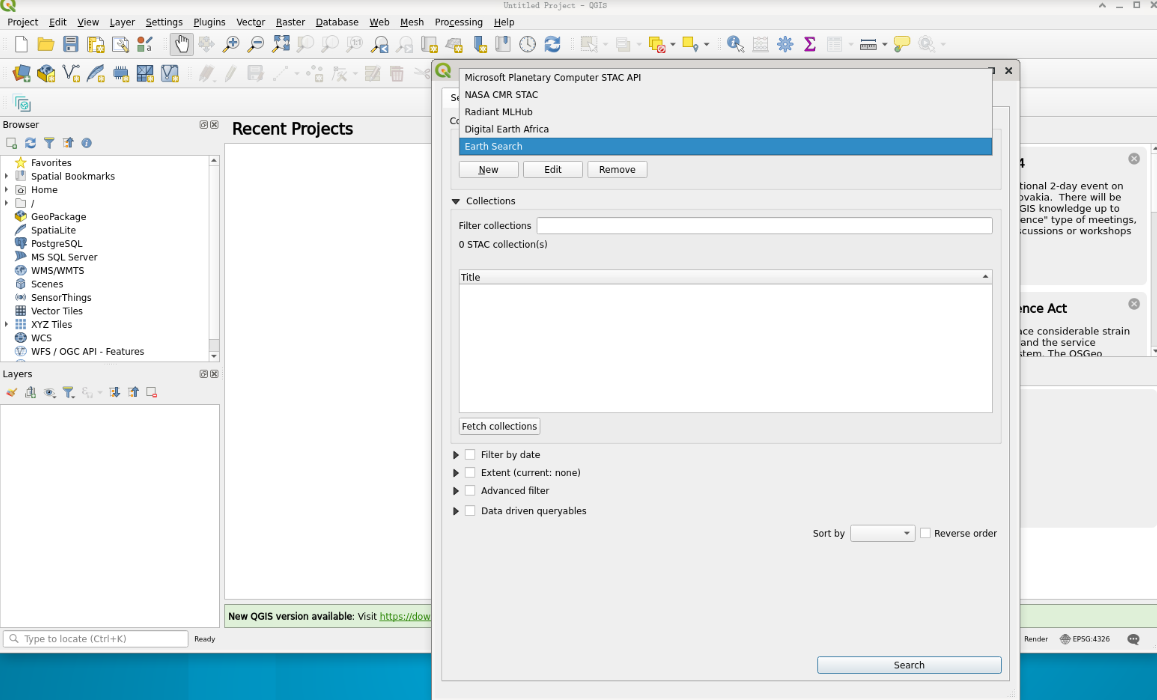 Untitled Project - QGIS
Project Edit View Layer Settings Plugins Vector Raster Database Web Mesh Processing Help
Browser
Favorites
Spatial Bookmarks
Home
/
GeoPackage
SpatiaLite
PostgreSQL
MS SQL Server
WMS/WMTS
Scenes
SensorThings
Vector Tiles
XYZ Tiles
WCS
WFS / OGC API - Features
Layers
Type to locate (Ctrl+K)
Ready
Recent Projects
New QGIS version available: Visit https://dow
Microsoft Planetary Computer STAC API
NASA CMR STAC
Radiant MLHub
Digital Earth Africa
Earth Search
New Edit Remove
Collections
Filter collections
0 STAC collection(s)
Title
Fetch collections
Filter by date
Extent (current: none)
Advanced filter
Data driven queryables
Sort by Reverse order
Search
4
tional 2-day event on
ovakia. There will be
GIS knowledge up to
ence" type of meetings,
scussions or workshops
ence Act
ce considerable strain
and the service
tem. The OSGeo
Render EPSG:4326